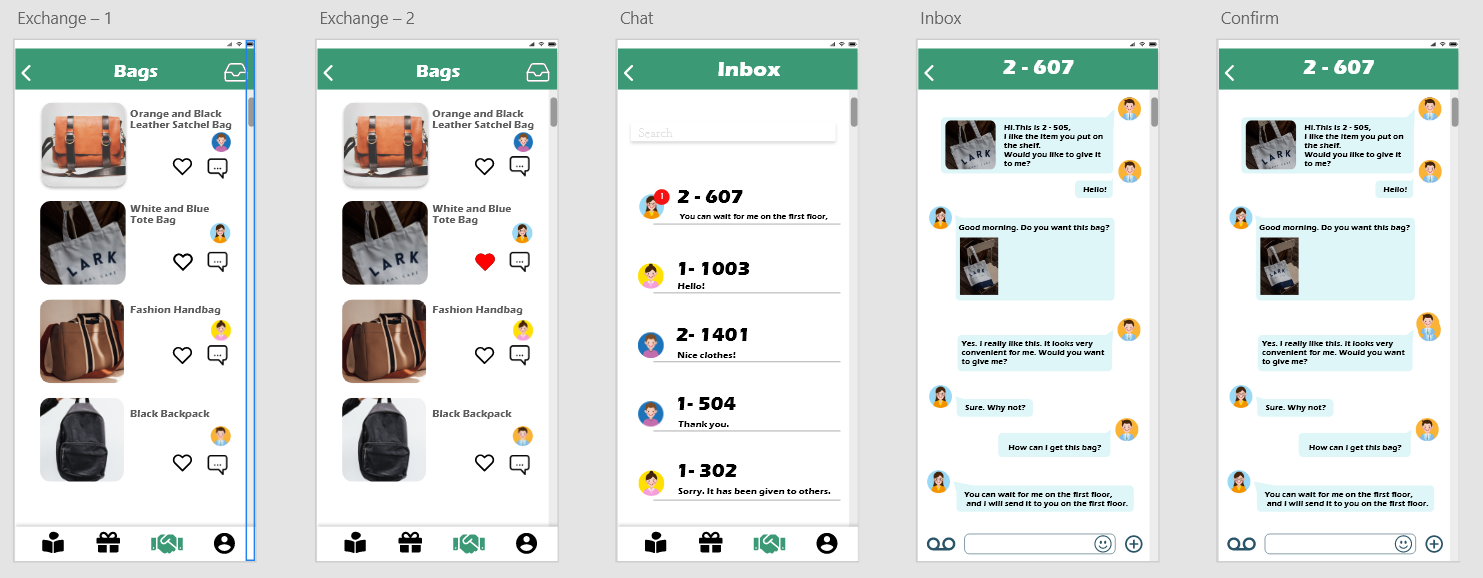 Exchange – 1
Bags
Orange and Black
Leather Satchel Bag
White and Blue
Tote Bag
LARK
Fashion Handbag
Black Backpack
Exchange – 2
Bags
Orange and Black
Leather Satchel Bag
White and Blue
Tote Bag
LARK
Fashion Handbag
Black Backpack
Chat
Inbox
Search
1
2 - 607
You can wait for me on the first floor,
1- 1003
Hello!
2- 1401
Nice clothes!
1- 504
Thank you.
1- 302
Sorry. It has been given to others.
Inbox
2 - 607
LARK
Hi.This is 2 - 505,
I like the item you put on
the shelf.
Would you like to give it
to me?
Hello!
Good morning. Do you want this bag?
LARK
Yes. I really like this. It looks very
convenient for me. Would you want
to give me?
Sure. Why not?
How can I get this bag?
You can wait for me on the first floor,
and I will send it to you on the first floor.
Confirm
2 - 607
LARK
Hi.This is 2 - 505,
I like the item you put on
the shelf.
Would you like to give it
to me?
Hello!
Good morning. Do you want this bag?
LARK
Yes. I really like this. It looks very
convenient for me. Would you want
to give me?
Sure. Why not?
How can I get this bag?
You can wait for me on the first floor,
and I will send it to you on the first floor.